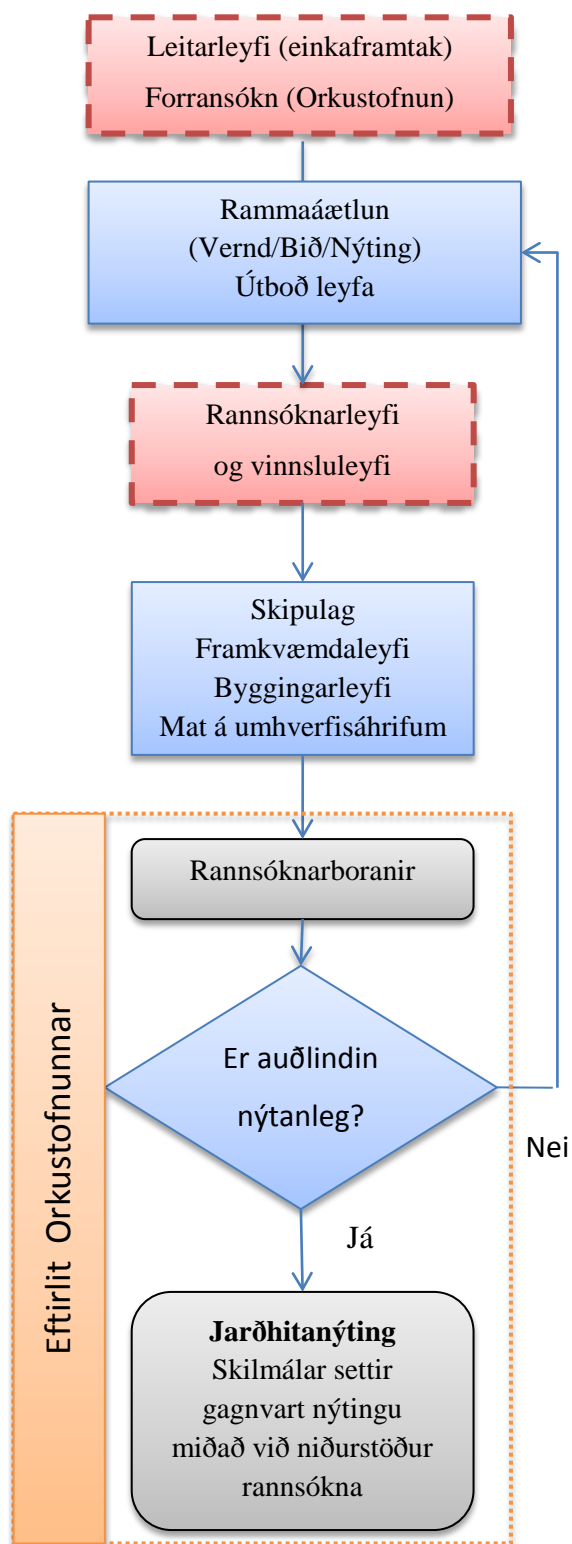 Leitarleyfi (einkaframtak)
Forransókn (Orkustofnun)
Rammaáætlun
(Vernd/Bið/Nýting)
Útboð leyfa
Rannsóknarleyfi
og vinnsluleyfi
Skipulag
Framkvæmdaleyfi
Byggingarleyfi
Mat á umhverfisáhrifum
Eftirlit Orkustofnunnar
Rannsóknarboranir
Er auðlindin
nýtanleg?
Nei
Já
Jarðhitanýting
Skilmálar settir
gagnvart nýtingu
miðað við niðurstöður
rannsókna